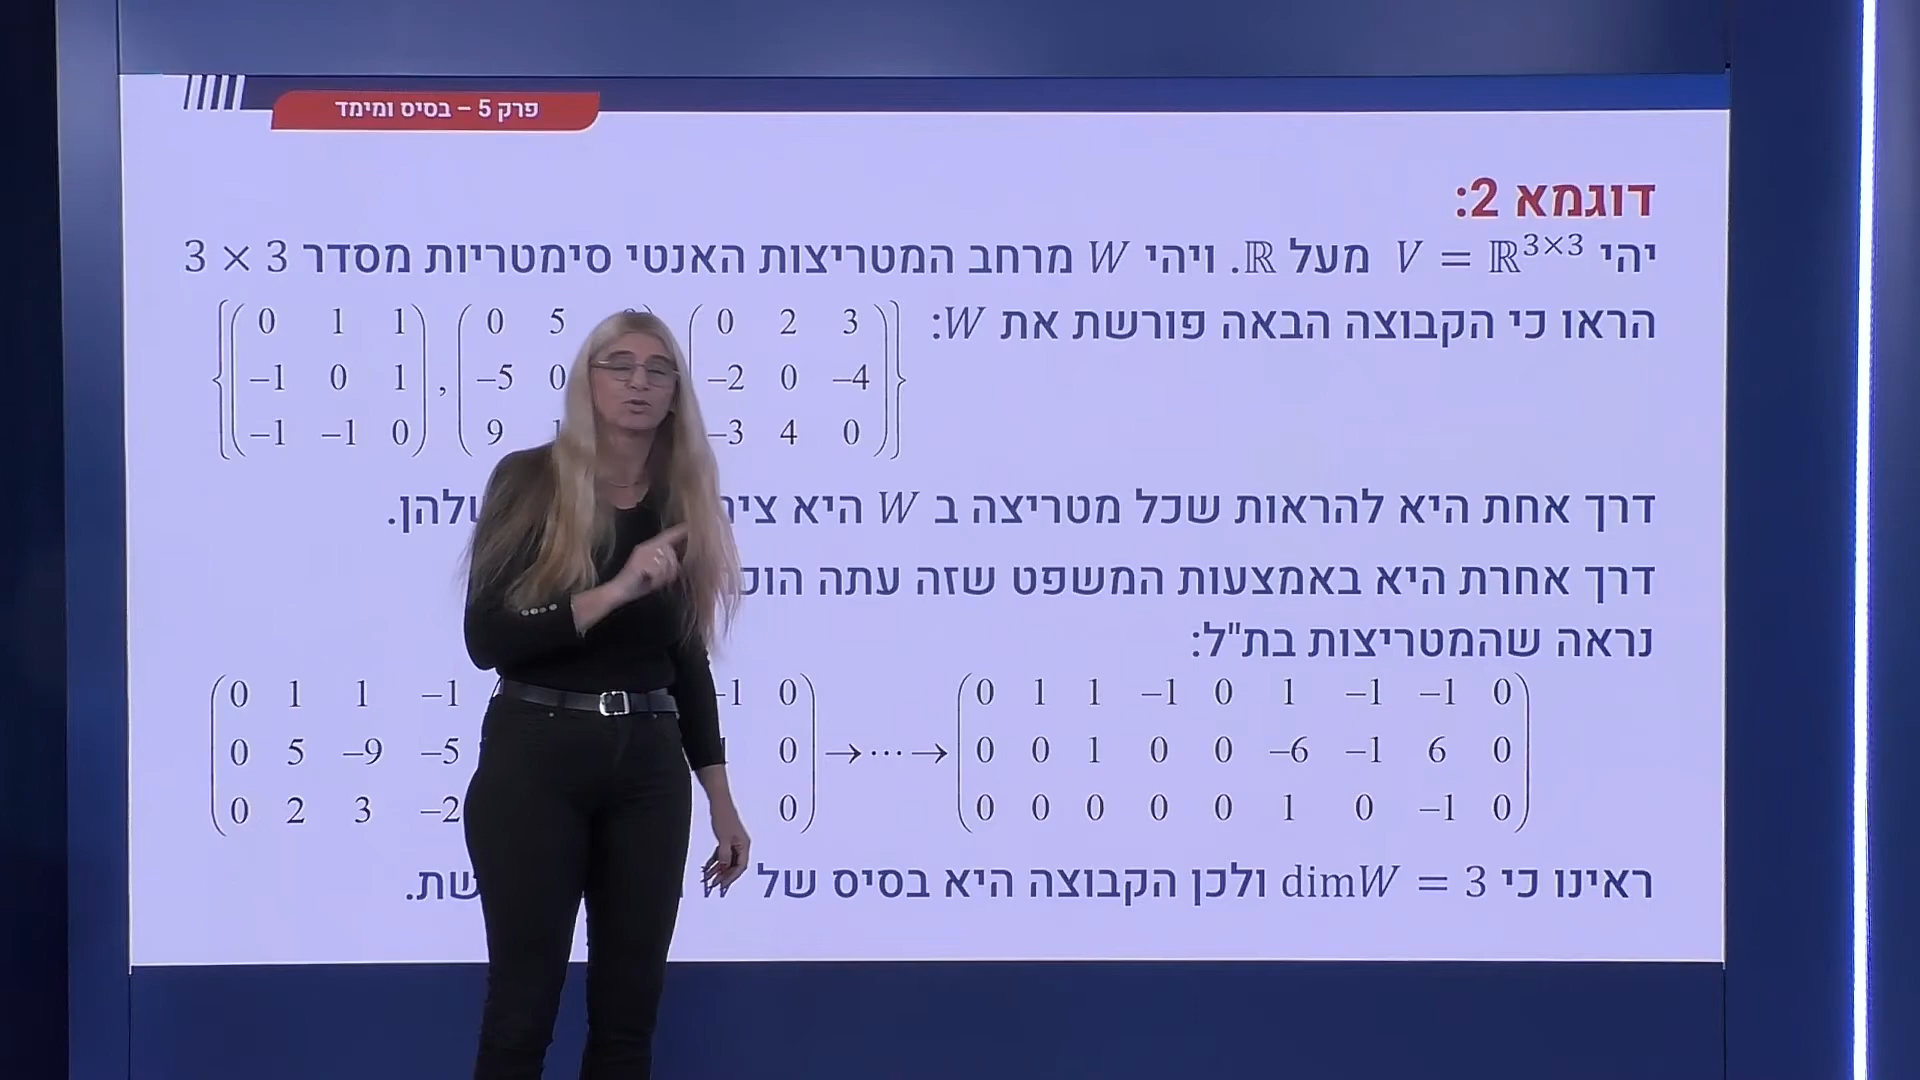 פרק 5 – בסיס ומימד
דוגמא 2:
יהי V = ℝ^{3×3} מעל ℝ. ויהי W מרחב המטריצות האנטי סימטריות מסדר 3 × 3
הראו כי הקבוצה הבאה פורשת את W:
0 1 1 0 5 0 2 3
–1 0 1 , –5 0 –2 0 –4
–1 –1 0 9 –3 4 0
דרך אחת היא להראות שכל מטריצה ב W היא שלהן.
דרך אחרת היא באמצעות המשפט שזה עתה
נראה שהמטריצות בת"ל:
0 1 1 –1 –1 0 0 1 1 –1 0 1 –1 –1 0
0 5 –9 –5 0 →⋯→ 0 0 1 0 0 –6 –1 6 0
0 2 3 –2 0 0 0 0 0 0 1 0 –1 0
ראינו כי dimW = 3 ולכן הקבוצה היא בסיס של W